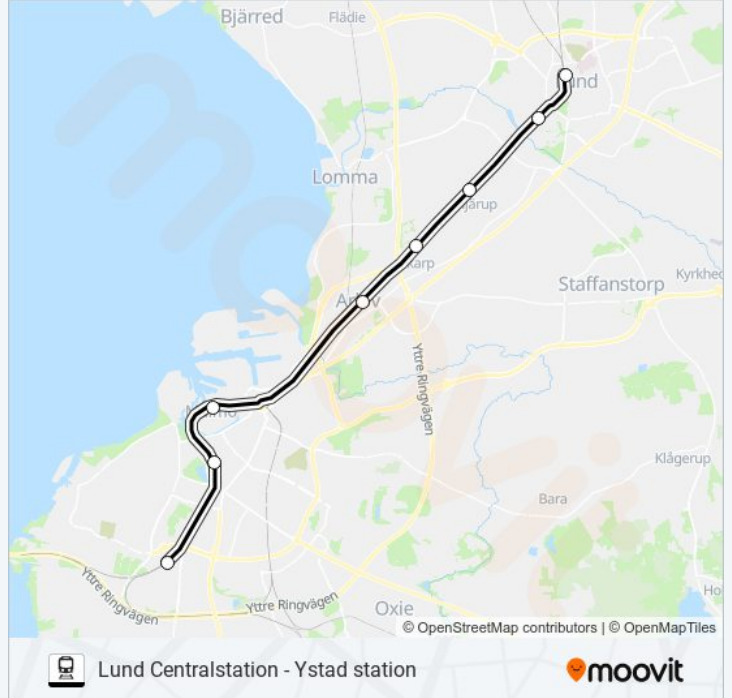 Bjärred
Flädie
Lomma
Staffanstorp
Yttre Ringvägen
Klågerup
Bara
Yttre Ringvägen
Yttre Ringvägen
Oxie
© OpenStreetMap contributors | © OpenMapTiles
Lund Centralstation - Ystad station
moovit